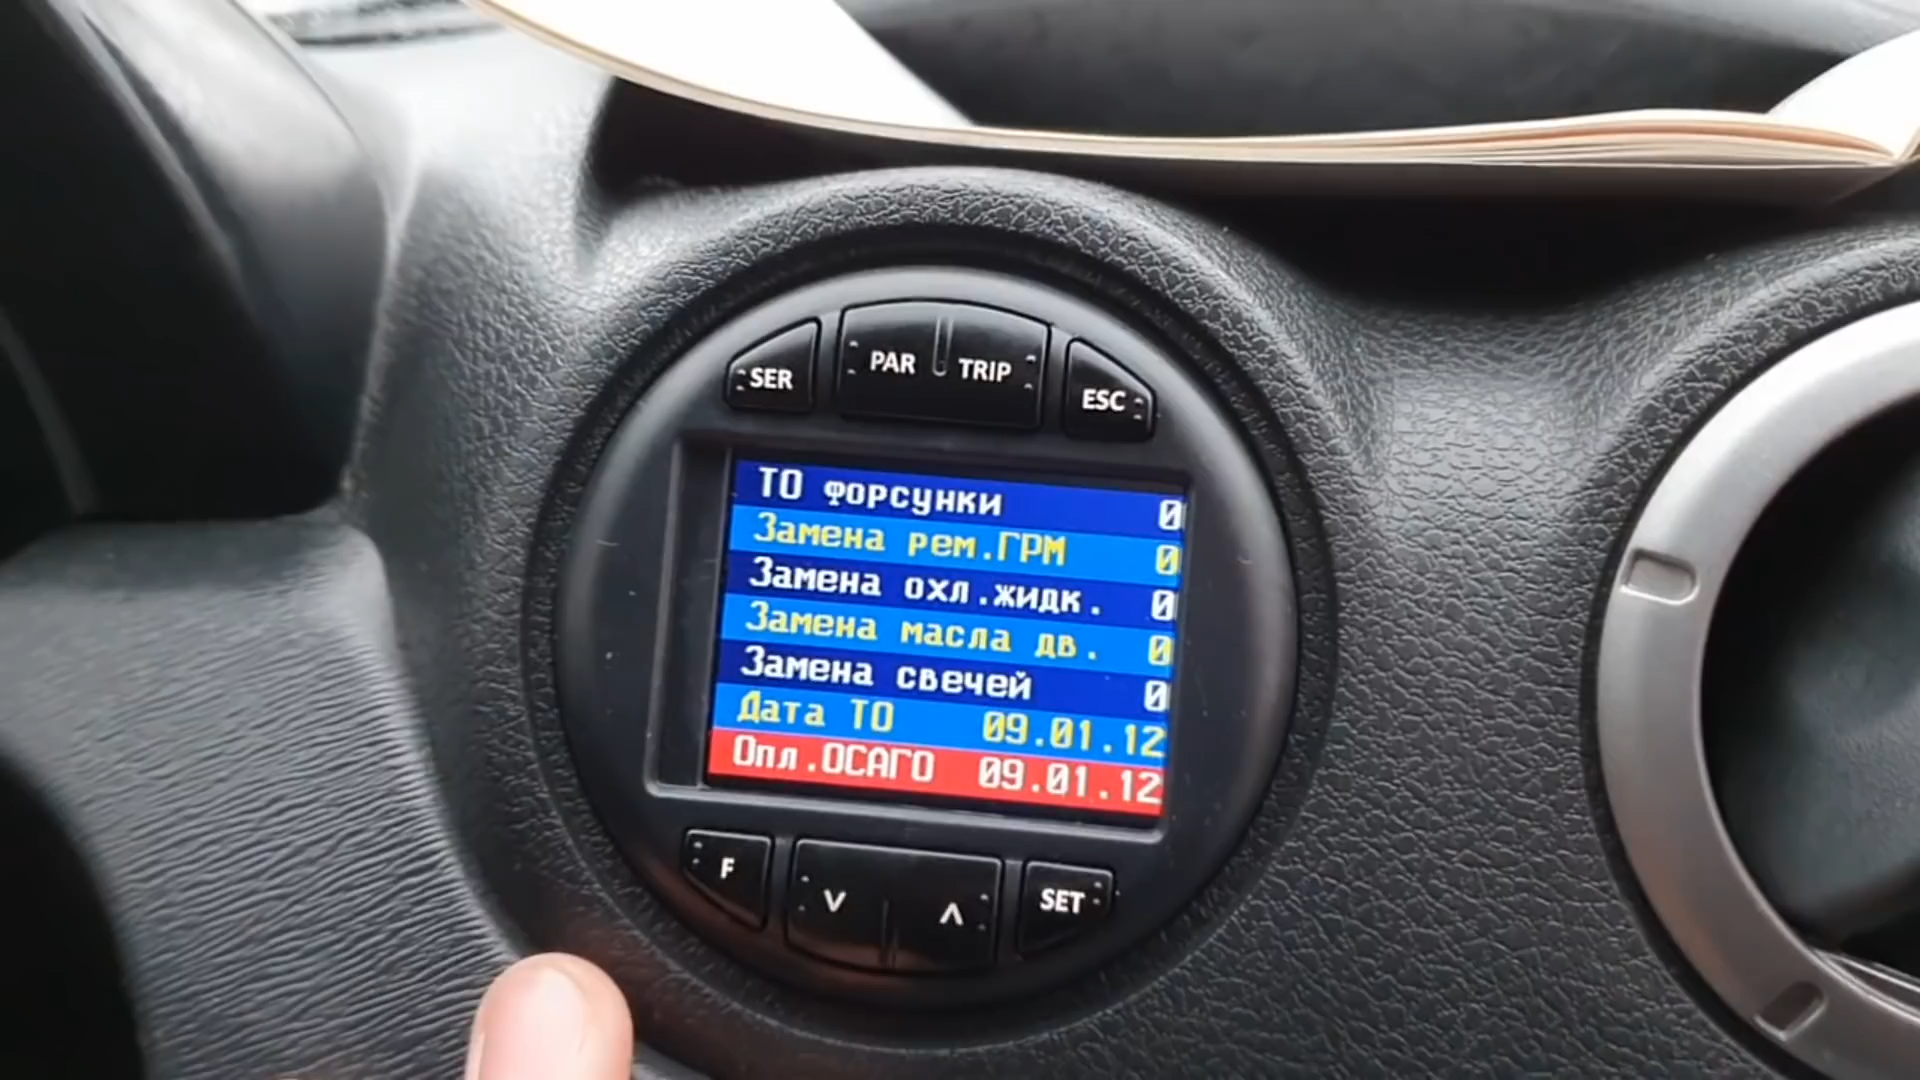 SER PAR TRIP ESC
ТО форсунки 0
Замена рем.ГРМ 0
Замена охл.жидк. 0
Замена масла дв. 0
Замена свечей 0
Дата ТО 09.01.12
Опл.ОСАГО 09.01.12
F V Λ SET